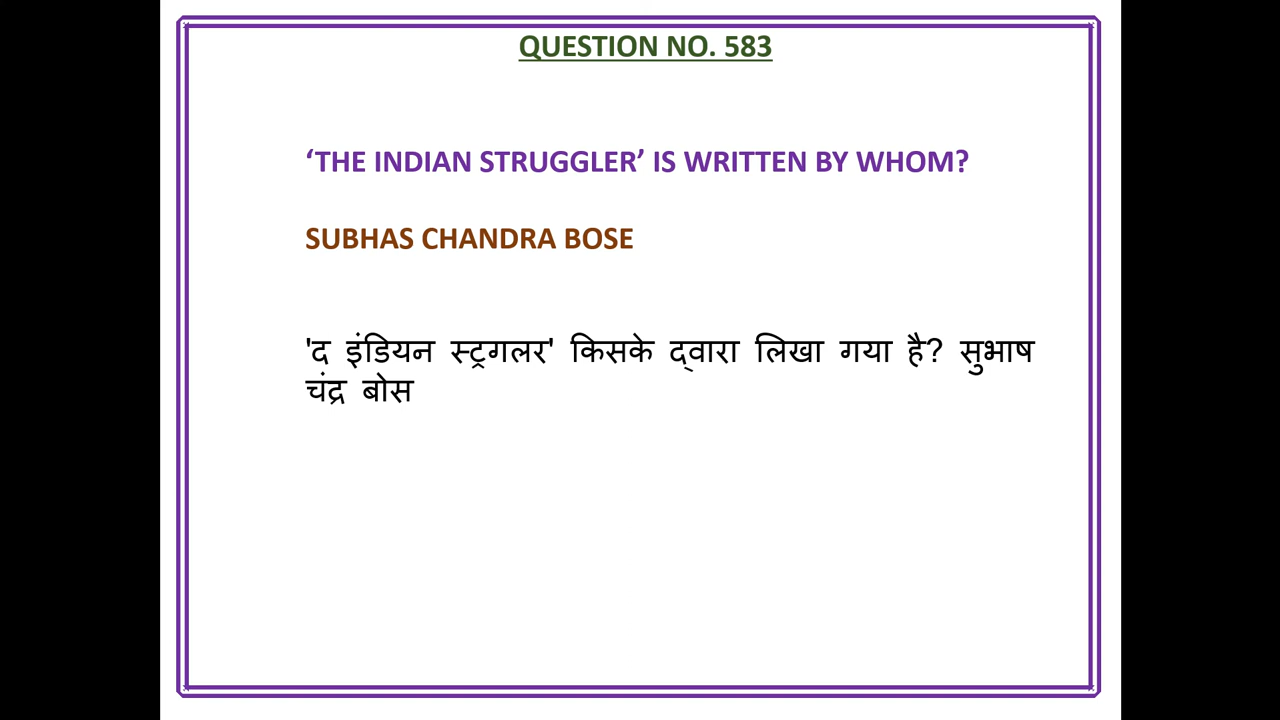 QUESTION NO. 583
‘THE INDIAN STRUGGLER’ IS WRITTEN BY WHOM?
SUBHAS CHANDRA BOSE
'द इंडियन स्ट्रगलर' किसके द्वारा लिखा गया है? सुभाष
चंद्र बोस